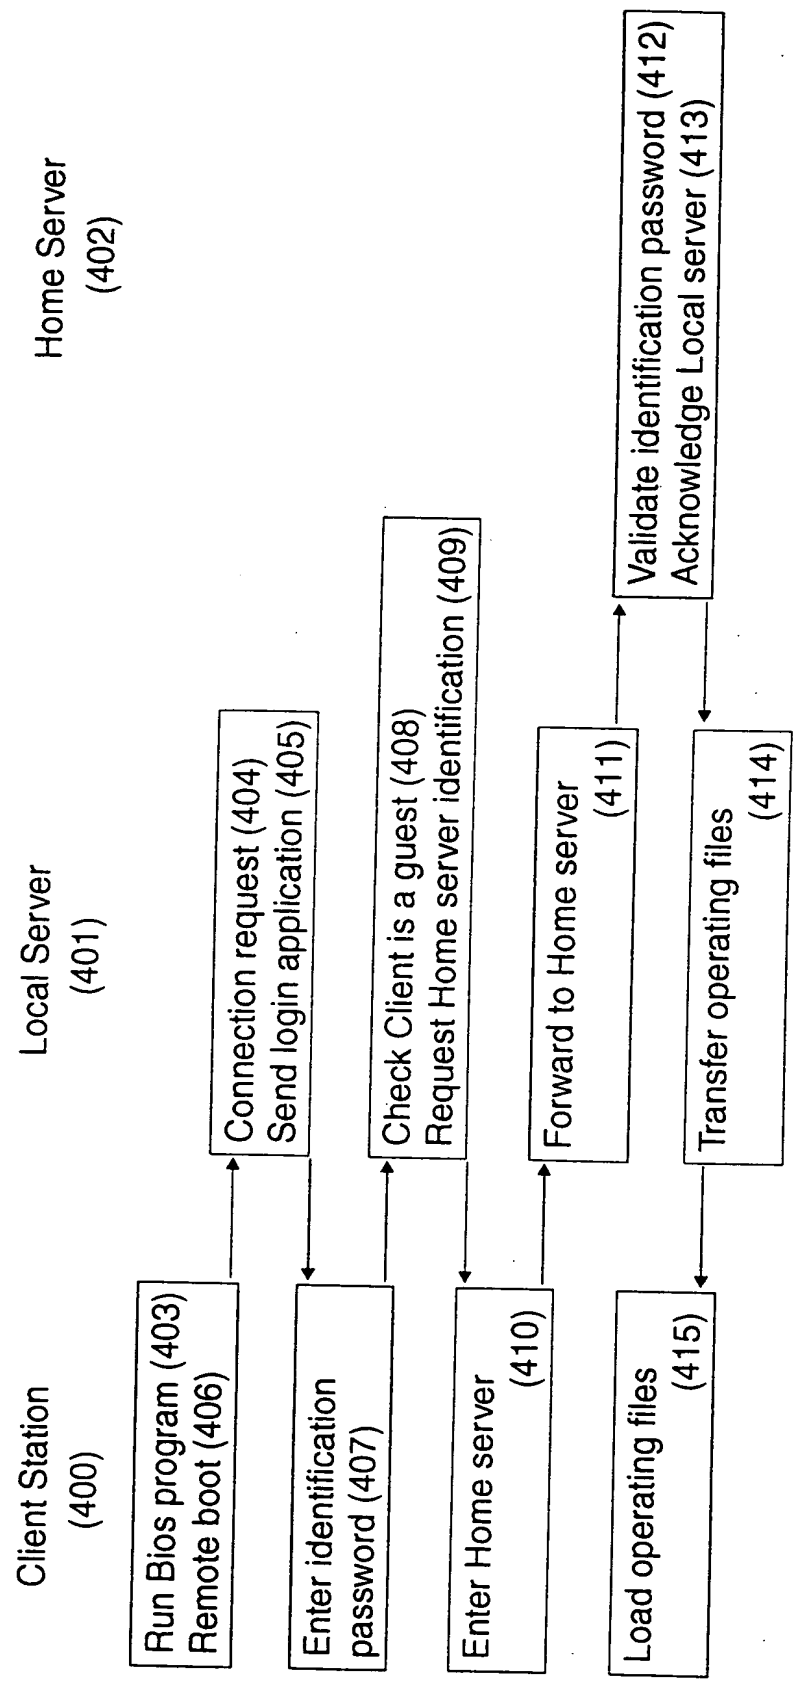 Client Station
(400)
Local Server
(401)
Home Server
(402)
Run Bios program (403)
Remote boot (406)
Connection request (404)
Send login application (405)
Enter identification
password (407)
Check Client is a guest (408)
Request Home server identification (409)
Enter Home server
(410)
Forward to Home server
(411)
Validate identification password (412)
Acknowledge Local server (413)
Transfer operating files
(414)
Load operating files
(415)